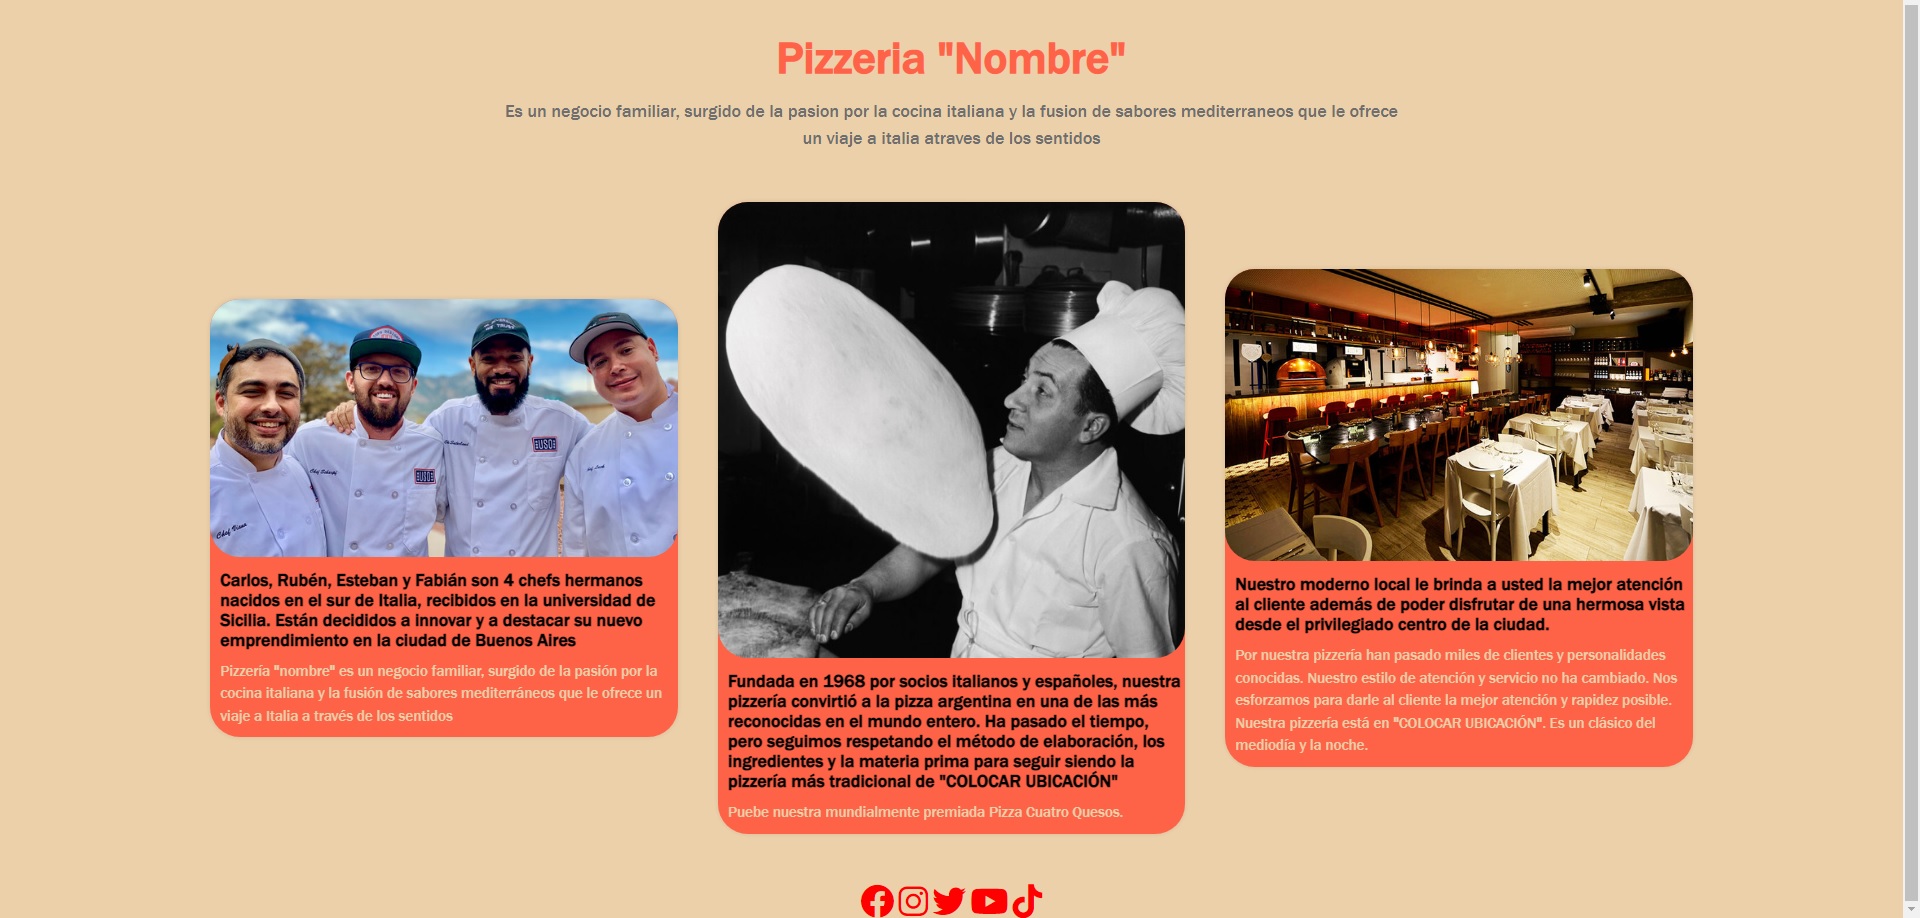 Pizzeria "Nombre"
Es un negocio familiar, surgido de la pasion por la cocina italiana y la fusion de sabores mediterraneos que le ofrece
un viaje a italia atraves de los sentidos
USO
USO
Carlos, Rubén, Esteban y Fabián son 4 chefs hermanos
nacidos en el sur de Italia, recibidos en la universidad de
Sicilia. Están decididos a innovar y a destacar su nuevo
emprendimiento en la ciudad de Buenos Aires
Pizzería "nombre" es un negocio familiar, surgido de la pasión por la
cocina italiana y la fusión de sabores mediterráneos que le ofrece un
viaje a Italia a través de los sentidos
Fundada en 1968 por socios italianos y españoles, nuestra
pizzería convirtió a la pizza argentina en una de las más
reconocidas en el mundo entero. Ha pasado el tiempo,
pero seguimos respetando el método de elaboración, los
ingredientes y la materia prima para seguir siendo la
pizzería más tradicional de "COLOCAR UBICACIÓN"
Puebe nuestra mundialmente premiada Pizza Cuatro Quesos.
Nuestro moderno local le brinda a usted la mejor atención
al cliente además de poder disfrutar de una hermosa vista
desde el privilegiado centro de la ciudad.
Por nuestra pizzería han pasado miles de clientes y personalidades
conocidas. Nuestro estilo de atención y servicio no ha cambiado. Nos
esforzamos para darle al cliente la mejor atención y rapidez posible.
Nuestra pizzería está en "COLOCAR UBICACIÓN". Es un clásico del
mediodía y la noche.